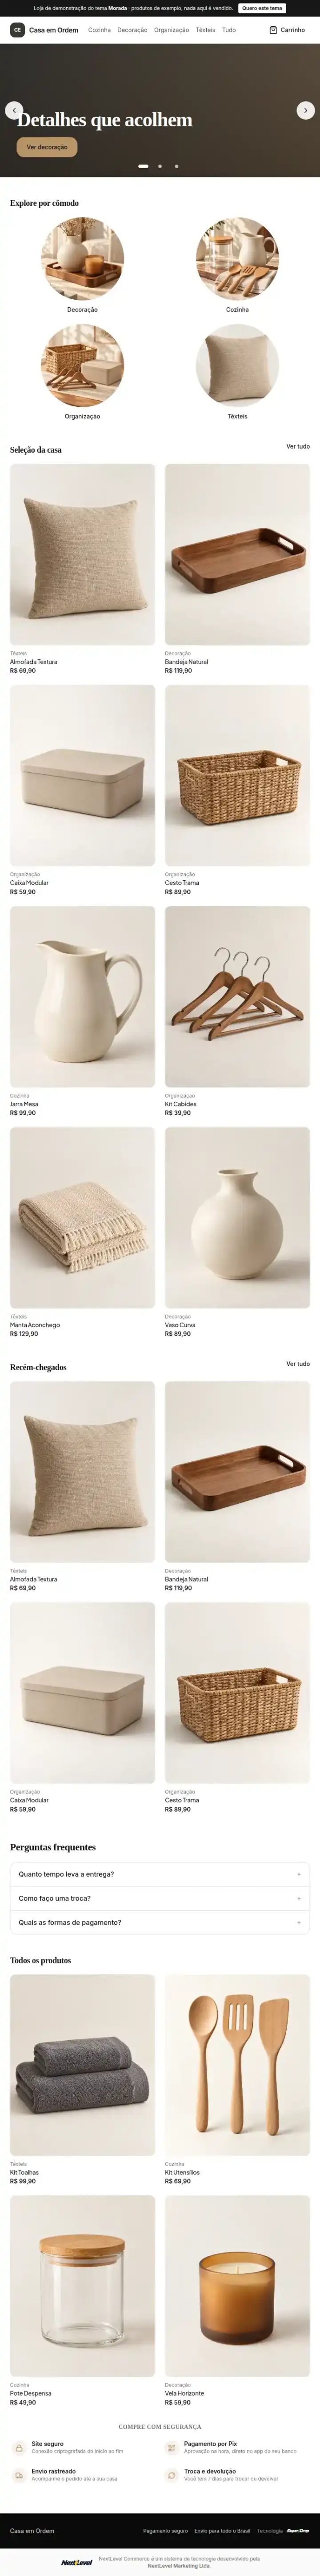 Loja de demonstração do tema Morada · produtos de exemplo, nada aqui é vendido. Quero este tema
CE Casa em Ordem Cozinha Decoração Organização Têxteis Tudo Carrinho
Detalhes que acolhem
Ver decoração
Explore por cômodo
Decoração Cozinha
Organização Têxteis
Seleção da casa Ver tudo
Têxteis Decoração
Almofada Textura Bandeja Natural
R$ 69,90 R$ 119,90
Organização Organização
Caixa Modular Cesto Trama
R$ 59,90 R$ 89,90
Cozinha Organização
Jarra Mesa Kit Cabides
R$ 99,90 R$ 39,90
Têxteis Decoração
Manta Aconchego Vaso Curva
R$ 129,90 R$ 89,90
Recém-chegados Ver tudo
Têxteis Decoração
Almofada Textura Bandeja Natural
R$ 69,90 R$ 119,90
Organização Organização
Caixa Modular Cesto Trama
R$ 59,90 R$ 89,90
Perguntas frequentes
Quanto tempo leva a entrega? +
Como faço uma troca? +
Quais as formas de pagamento? +
Todos os produtos
Têxteis Cozinha
Kit Toalhas Kit Utensílios
R$ 99,90 R$ 69,90
Cozinha Decoração
Pote Despensa Vela Horizonte
R$ 49,90 R$ 59,90
COMPRE COM SEGURANÇA
Site seguro Pagamento por Pix
Conexão criptografada do início ao fim Aprovação na hora, direto no app do seu banco
Envio rastreado Troca e devolução
Acompanhe o pedido até a sua casa Você tem 7 dias para trocar ou devolver
Casa em Ordem Pagamento seguro Envio para todo o Brasil Tecnologia Super Drop
NextLevel NextLevel Commerce é um sistema de tecnologia desenvolvido pela
NextLevel Marketing Ltda.